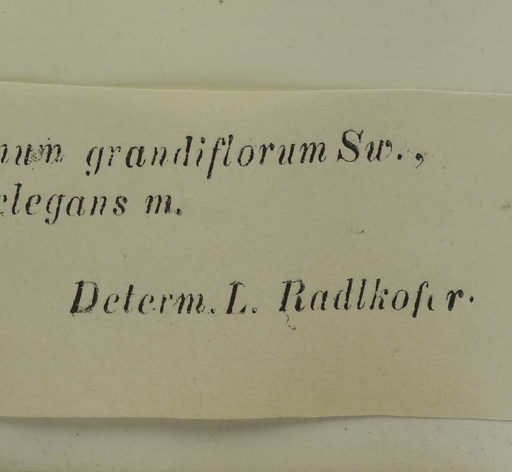 num grandiflorum Sw.,
elegans m.
Determ. L. Radlkofer.